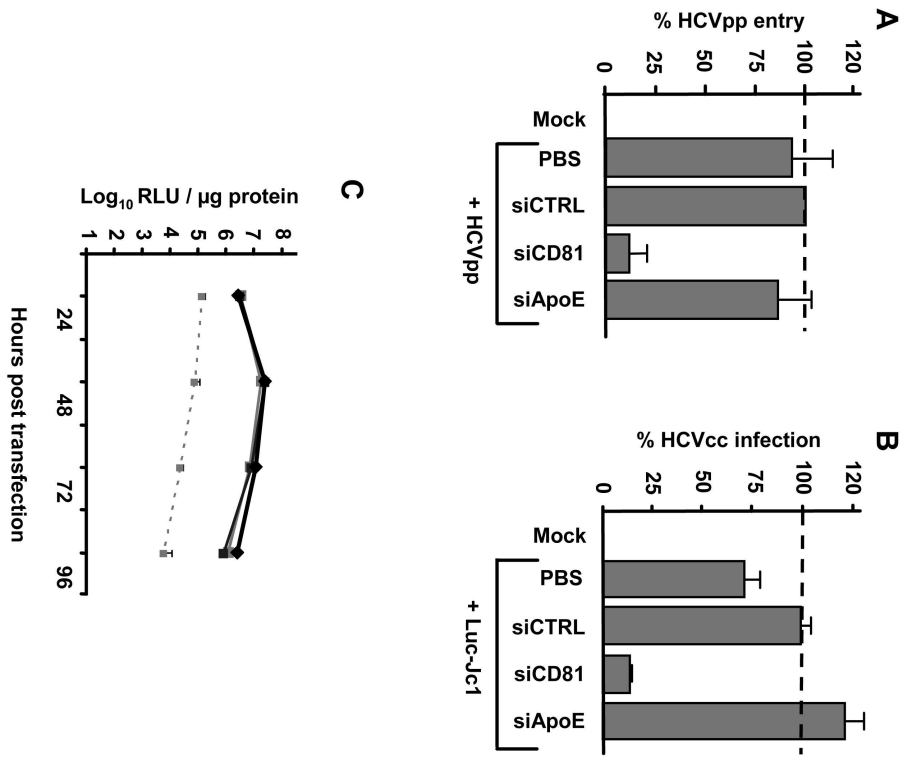 A
% HCVpp entry
0 25 50 75 100 120
Mock
PBS
siCTRL
siCD81
siApoE
+ HCVpp
B
% HCVcc infection
0 25 50 75 100 120
Mock
PBS
siCTRL
siCD81
siApoE
+ Luc-Jc1
C
Log10 RLU / µg protein
1 2 3 4 5 6 7 8
24 48 72 96
Hours post transfection